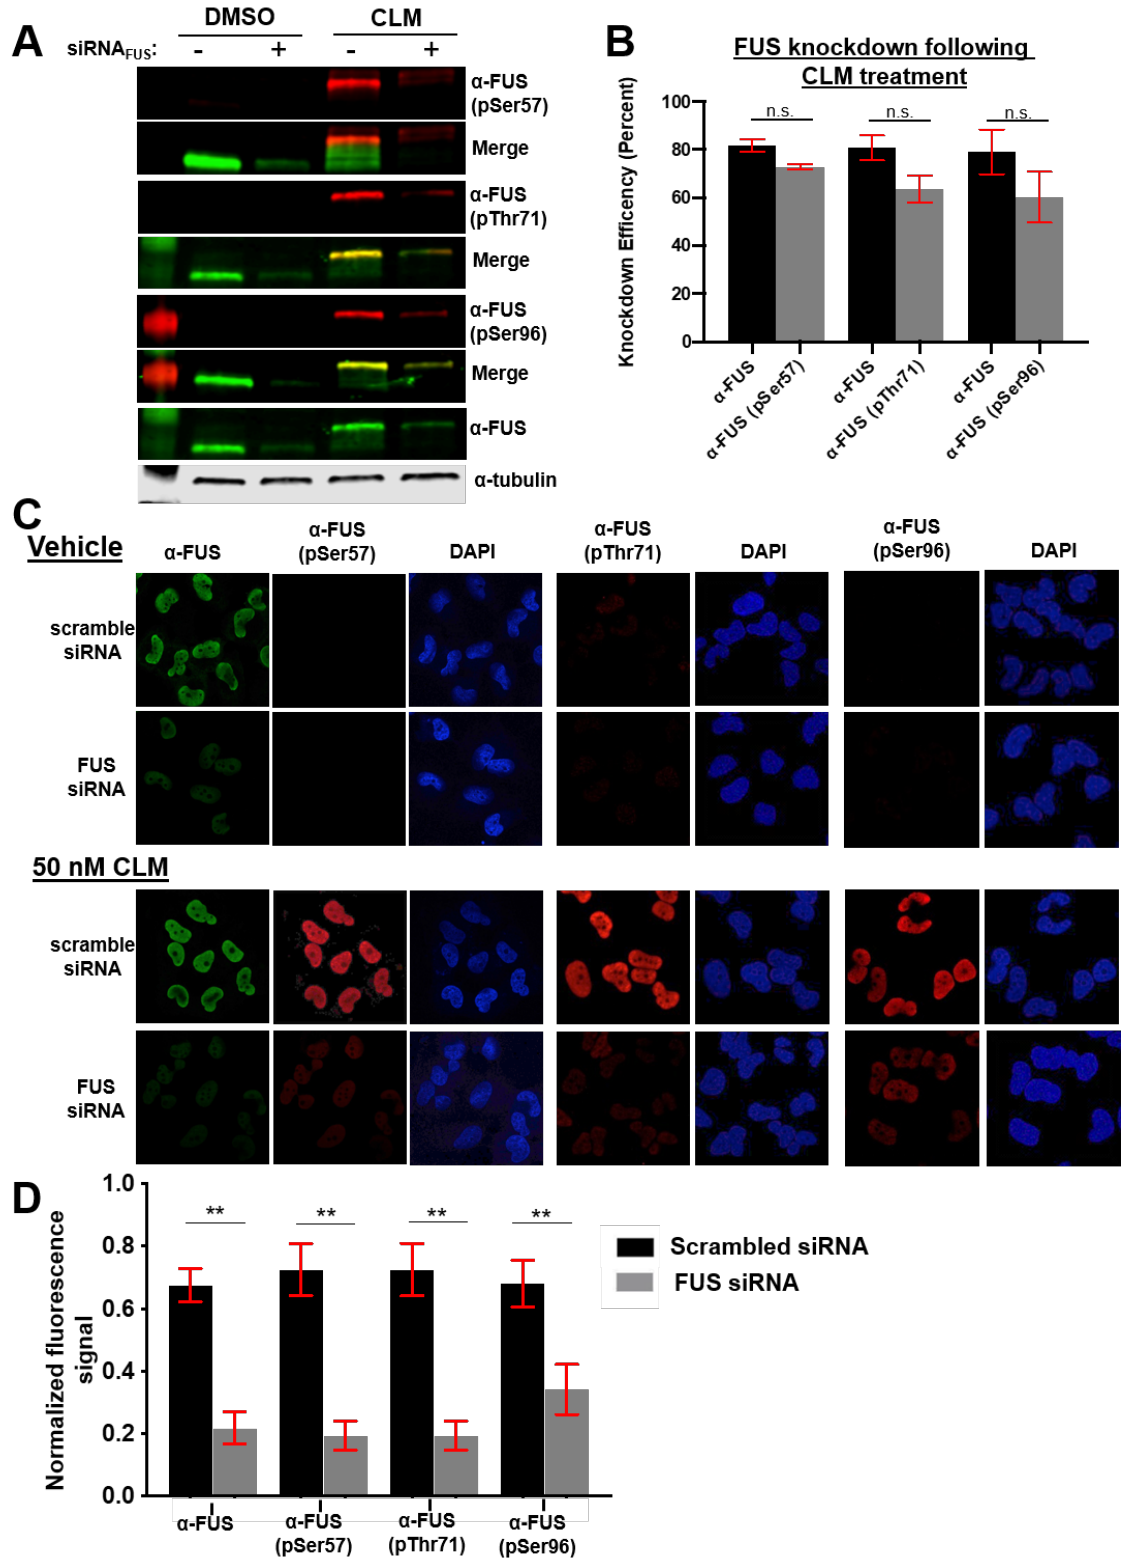 A
DMSO
CLM
siRNAFUS:
-
+
-
+
α-FUS
(pSer57)
Merge
α-FUS
(pThr71)
Merge
α-FUS
(pSer96)
Merge
α-FUS
α-tubulin
B
FUS knockdown following
CLM treatment
Knockdown Efficency (Percent)
100
80
60
40
20
0
n.s.
n.s.
n.s.
α-FUS
α-FUS (pSer57)
α-FUS
α-FUS (pThr71)
α-FUS
α-FUS (pSer96)
C
Vehicle
α-FUS
α-FUS
(pSer57)
DAPI
α-FUS
(pThr71)
DAPI
α-FUS
(pSer96)
DAPI
scramble
siRNA
FUS
siRNA
50 nM CLM
scramble
siRNA
FUS
siRNA
D
Normalized fluorescence
signal
1.0
0.8
0.6
0.4
0.2
0.0
**
**
**
**
Scrambled siRNA
FUS siRNA
α-FUS
α-FUS
(pSer57)
α-FUS
(pThr71)
α-FUS
(pSer96)